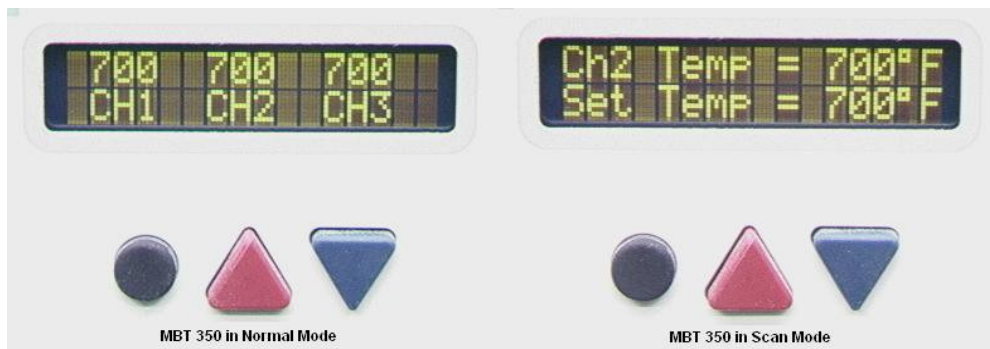 700 700 700
CH1 CH2 CH3
Ch2 Temp = 700°F
Set Temp = 700°F
MBT 350 in Normal Mode
MBT 350 in Scan Mode